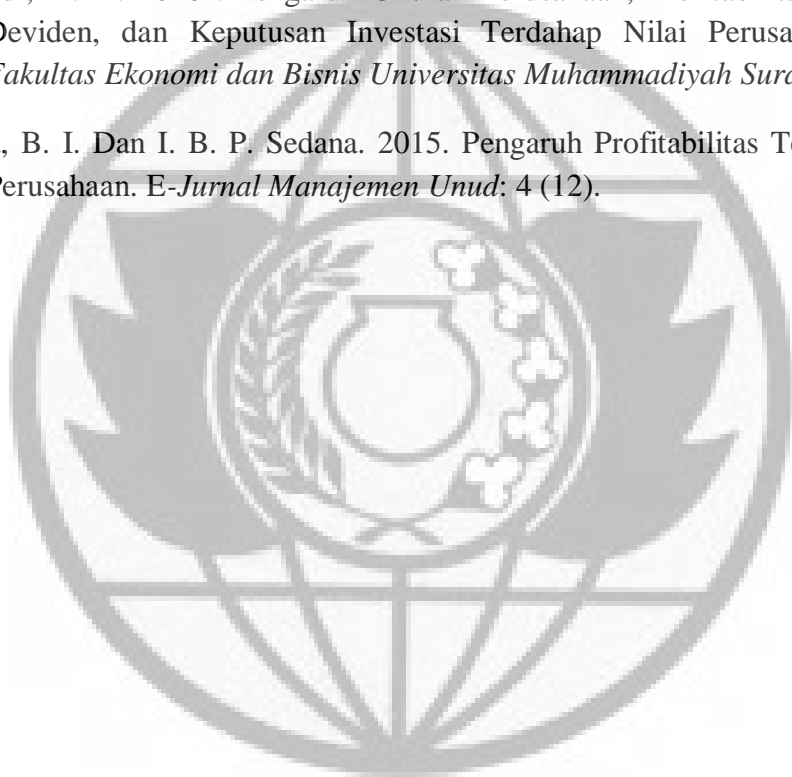 Deviden, dan Keputusan Investasi Terdahap Nilai Perusa
Fakultas Ekonomi dan Bisnis Universitas Muhammadiyah Sura
, B. I. Dan I. B. P. Sedana. 2015. Pengaruh Profitabilitas Te
Perusahaan. E-Jurnal Manajemen Unud: 4 (12).